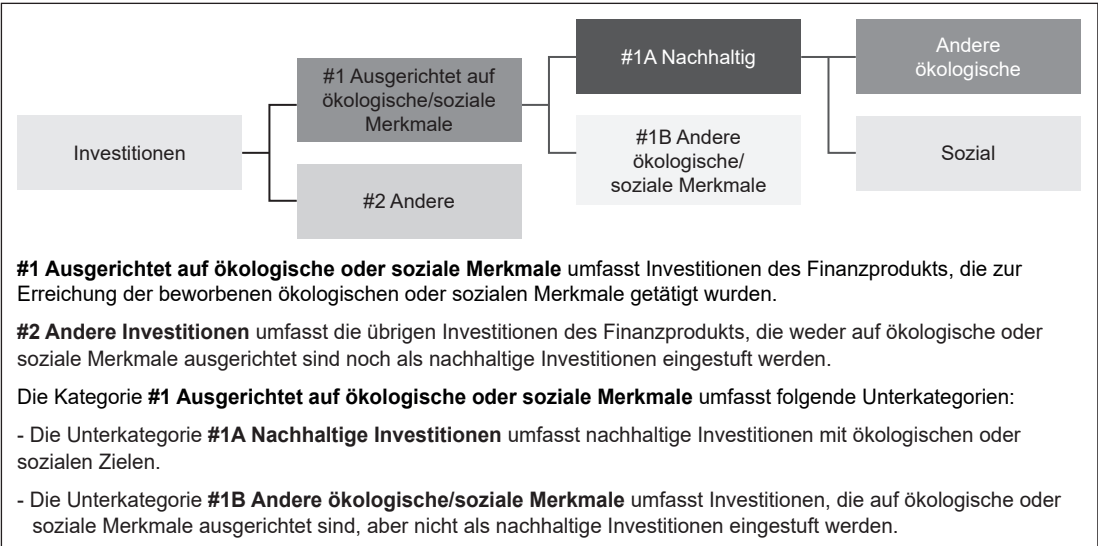 Investitionen
#1 Ausgerichtet auf
ökologische/soziale
Merkmale
#2 Andere
#1A Nachhaltig
#1B Andere
ökologische/
soziale Merkmale
Andere
ökologische
Sozial
#1 Ausgerichtet auf ökologische oder soziale Merkmale umfasst Investitionen des Finanzprodukts, die zur
Erreichung der beworbenen ökologischen oder sozialen Merkmale getätigt wurden.
#2 Andere Investitionen umfasst die übrigen Investitionen des Finanzprodukts, die weder auf ökologische oder
soziale Merkmale ausgerichtet sind noch als nachhaltige Investitionen eingestuft werden.
Die Kategorie #1 Ausgerichtet auf ökologische oder soziale Merkmale umfasst folgende Unterkategorien:
- Die Unterkategorie #1A Nachhaltige Investitionen umfasst nachhaltige Investitionen mit ökologischen oder
sozialen Zielen.
- Die Unterkategorie #1B Andere ökologische/soziale Merkmale umfasst Investitionen, die auf ökologische oder
soziale Merkmale ausgerichtet sind, aber nicht als nachhaltige Investitionen eingestuft werden.